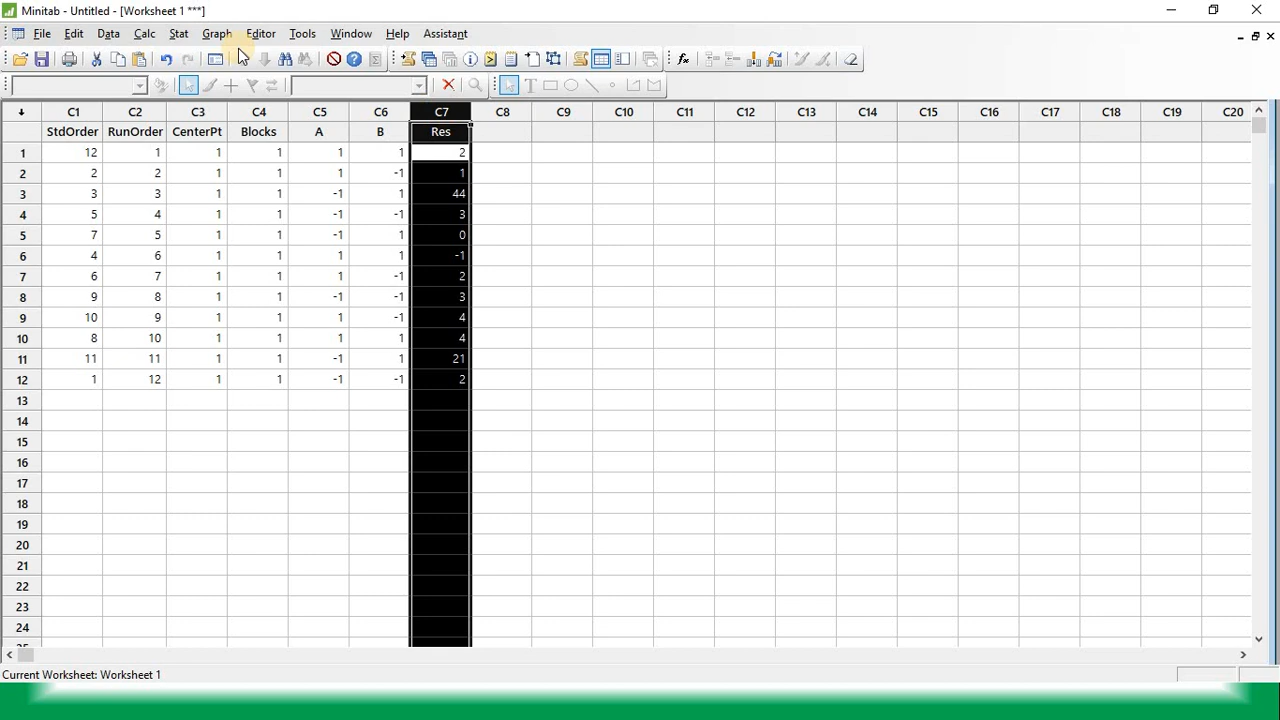 Minitab - Untitled - [Worksheet 1 ***]
File Edit Data Calc Stat Graph Editor Tools Window Help Assistant
C1 C2 C3 C4 C5 C6 C7 C8 C9 C10 C11 C12 C13 C14 C15 C16 C17 C18 C19 C20
StdOrder RunOrder CenterPt Blocks A B Res
1 12 1 1 1 1 1 2
2 2 2 1 1 1 -1 1
3 3 3 1 1 -1 1 44
4 5 4 1 1 -1 -1 3
5 7 5 1 1 -1 1 0
6 4 6 1 1 1 1 -1
7 6 7 1 1 1 -1 2
8 9 8 1 1 -1 -1 3
9 10 9 1 1 1 -1 4
10 8 10 1 1 1 1 4
11 11 11 1 1 -1 1 21
12 1 12 1 1 -1 -1 2
13
14
15
16
17
18
19
20
21
22
23
24
Current Worksheet: Worksheet 1